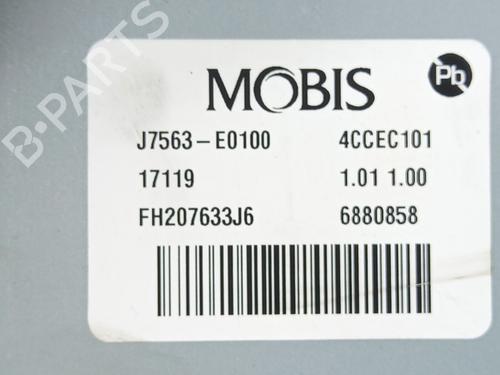 B-PARTS
Pb
MOBIS
J7563-E0100 4CCEC101
17119 1.01 1.00
FH207633J6 6880858